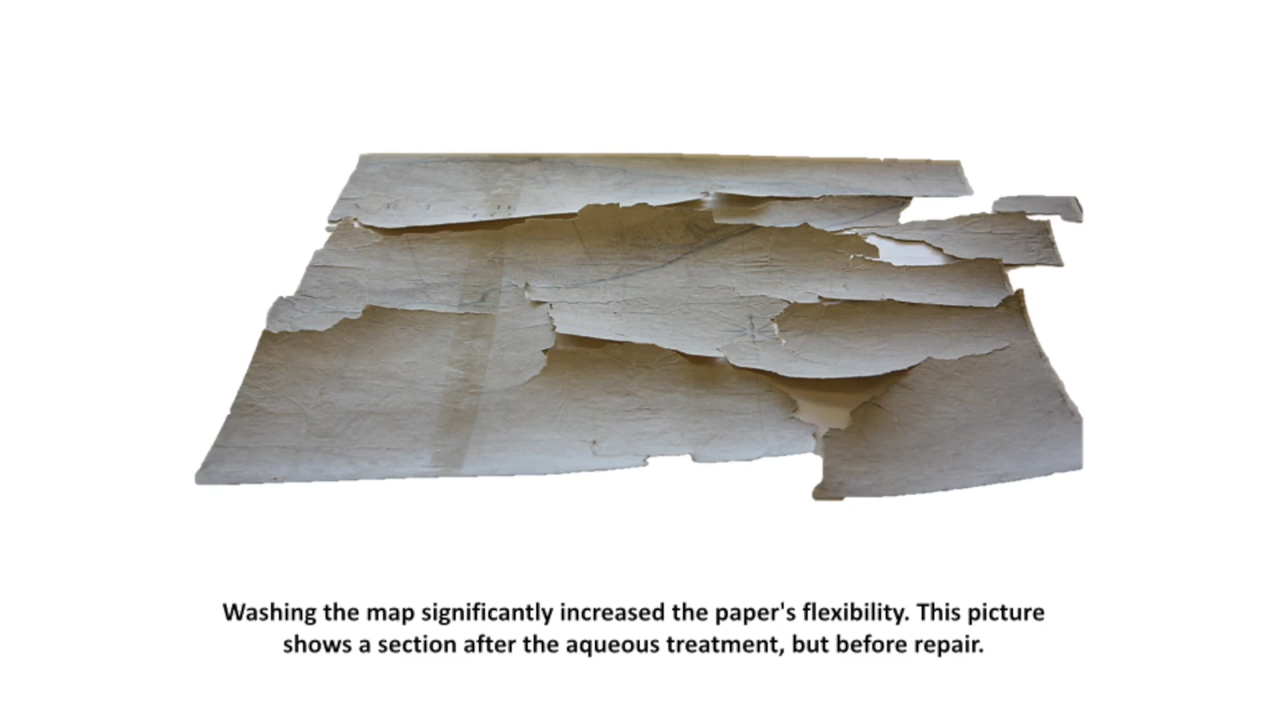 Washing the map significantly increased the paper's flexibility. This picture
shows a section after the aqueous treatment, but before repair.